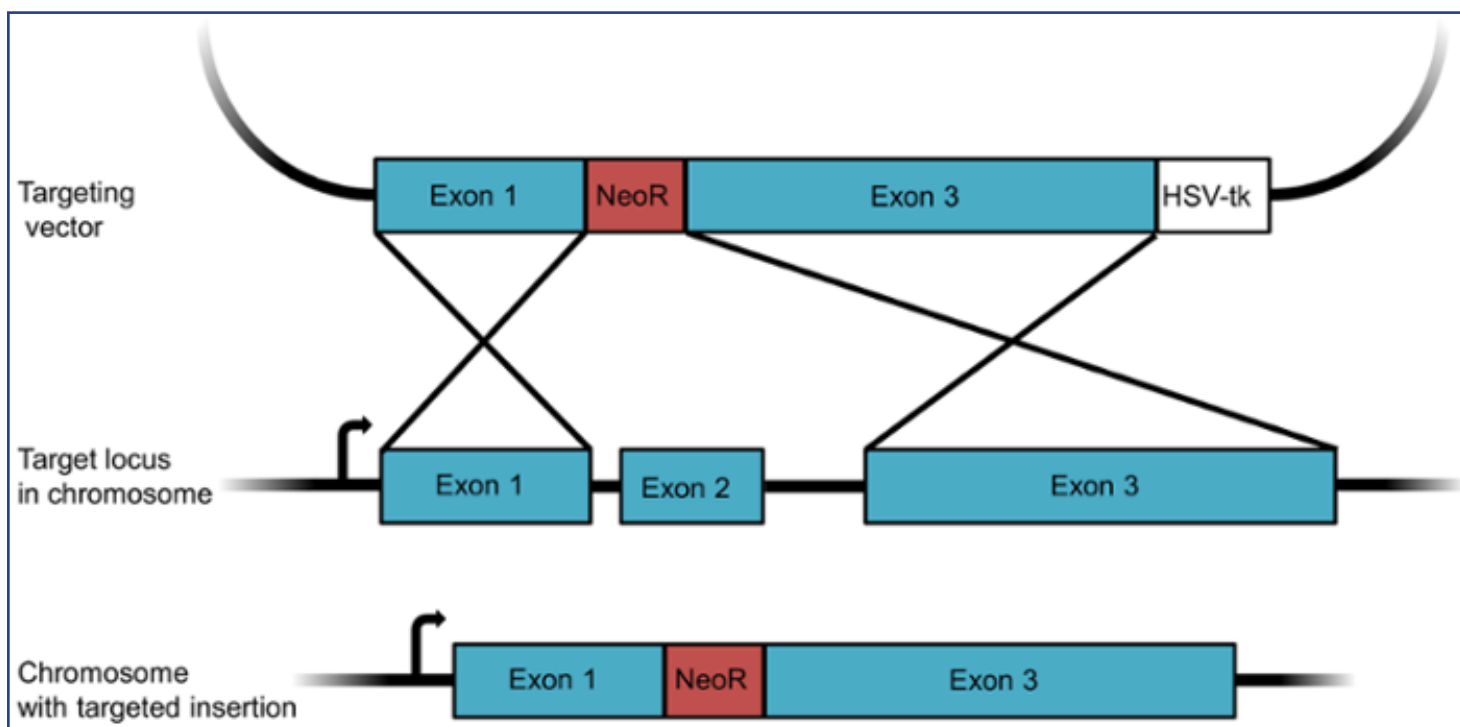 Exon 1
NeoR
Exon 3
HSV-tk
Targeting
vector
Target locus
in chromosome
Exon 1
Exon 2
Exon 3
Chromosome
with targeted insertion
Exon 1
NeoR
Exon 3